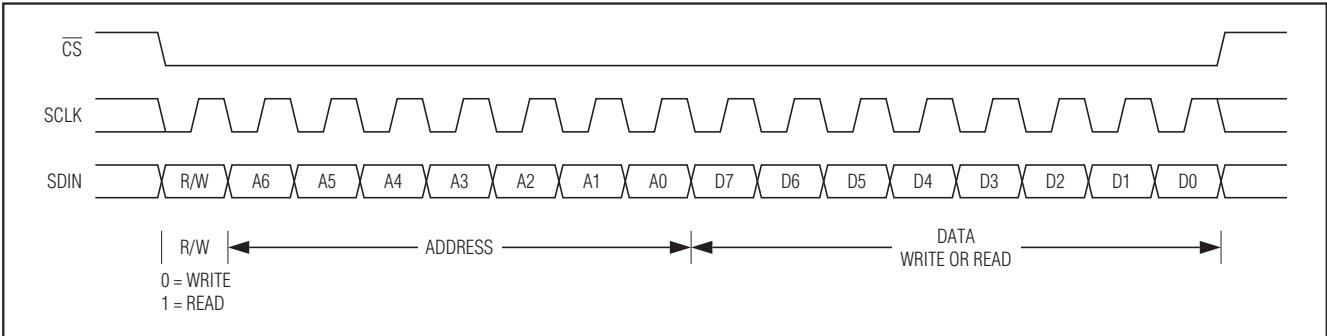 CS
SCLK
SDIN R/W A6 A5 A4 A3 A2 A1 A0 D7 D6 D5 D4 D3 D2 D1 D0
R/W ADDRESS DATA
WRITE OR READ
0 = WRITE
1 = READ